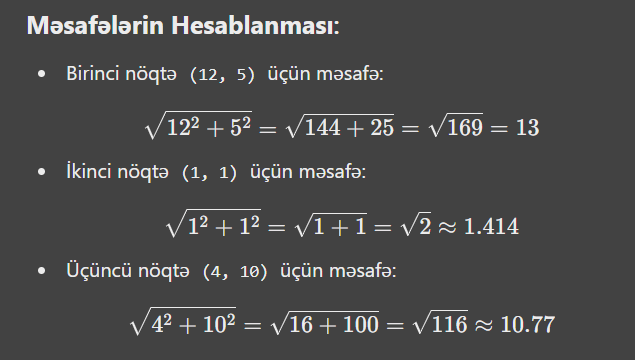 Məsafələrin Hesablanması:
• Birinci nöqtə (12, 5) üçün məsafə:
√(12² + 5²) = √(144 + 25) = √169 = 13
• İkinci nöqtə (1, 1) üçün məsafə:
√(1² + 1²) = √(1 + 1) = √2 ≈ 1.414
• Üçüncü nöqtə (4, 10) üçün məsafə:
√(4² + 10²) = √(16 + 100) = √116 ≈ 10.77